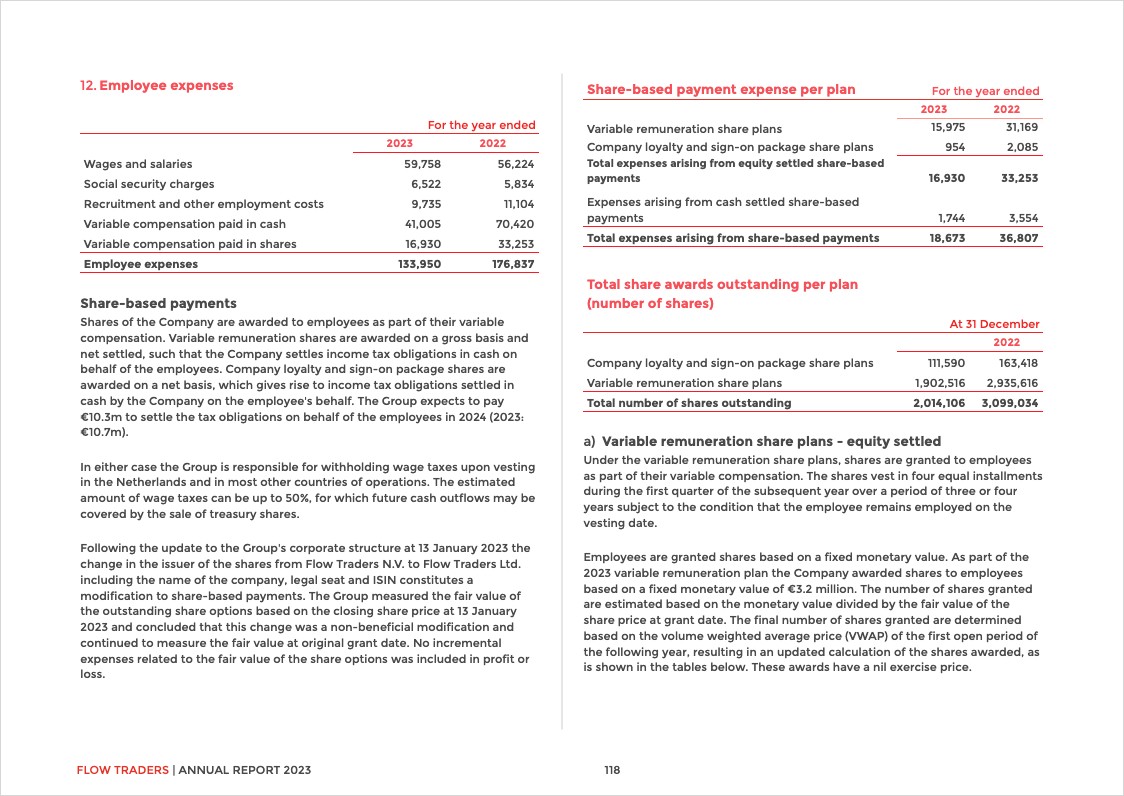 12. Employee expenses
For the year ended
2023 2022
Wages and salaries 59,758 56,224
Social security charges 6,522 5,834
Recruitment and other employment costs 9,735 11,104
Variable compensation paid in cash 41,005 70,420
Variable compensation paid in shares 16,930 33,253
Employee expenses 133,950 176,837
Share-based payments
Shares of the Company are awarded to employees as part of their variable
compensation. Variable remuneration shares are awarded on a gross basis and
net settled, such that the Company settles income tax obligations in cash on
behalf of the employees. Company loyalty and sign-on package shares are
awarded on a net basis, which gives rise to income tax obligations settled in
cash by the Company on the employee's behalf. The Group expects to pay
€10.3m to settle the tax obligations on behalf of the employees in 2024 (2023:
€10.7m).
In either case the Group is responsible for withholding wage taxes upon vesting
in the Netherlands and in most other countries of operations. The estimated
amount of wage taxes can be up to 50%, for which future cash outflows may be
covered by the sale of treasury shares.
Following the update to the Group's corporate structure at 13 January 2023 the
change in the issuer of the shares from Flow Traders N.V. to Flow Traders Ltd.
including the name of the company, legal seat and ISIN constitutes a
modification to share-based payments. The Group measured the fair value of
the outstanding share options based on the closing share price at 13 January
2023 and concluded that this change was a non-beneficial modification and
continued to measure the fair value at original grant date. No incremental
expenses related to the fair value of the share options was included in profit or
loss.
Share-based payment expense per plan For the year ended
2023 2022
Variable remuneration share plans 15,975 31,169
Company loyalty and sign-on package share plans 954 2,085
Total expenses arising from equity settled share-based
payments 16,930 33,253
Expenses arising from cash settled share-based
payments 1,744 3,554
Total expenses arising from share-based payments 18,673 36,807
Total share awards outstanding per plan
(number of shares)
At 31 December
2022
Company loyalty and sign-on package share plans 111,590 163,418
Variable remuneration share plans 1,902,516 2,935,616
Total number of shares outstanding 2,014,106 3,099,034
a) Variable remuneration share plans - equity settled
Under the variable remuneration share plans, shares are granted to employees
as part of their variable compensation. The shares vest in four equal installments
during the first quarter of the subsequent year over a period of three or four
years subject to the condition that the employee remains employed on the
vesting date.
Employees are granted shares based on a fixed monetary value. As part of the
2023 variable remuneration plan the Company awarded shares to employees
based on a fixed monetary value of €3.2 million. The number of shares granted
are estimated based on the monetary value divided by the fair value of the
share price at grant date. The final number of shares granted are determined
based on the volume weighted average price (VWAP) of the first open period of
the following year, resulting in an updated calculation of the shares awarded, as
is shown in the tables below. These awards have a nil exercise price.
FLOW TRADERS | ANNUAL REPORT 2023 118